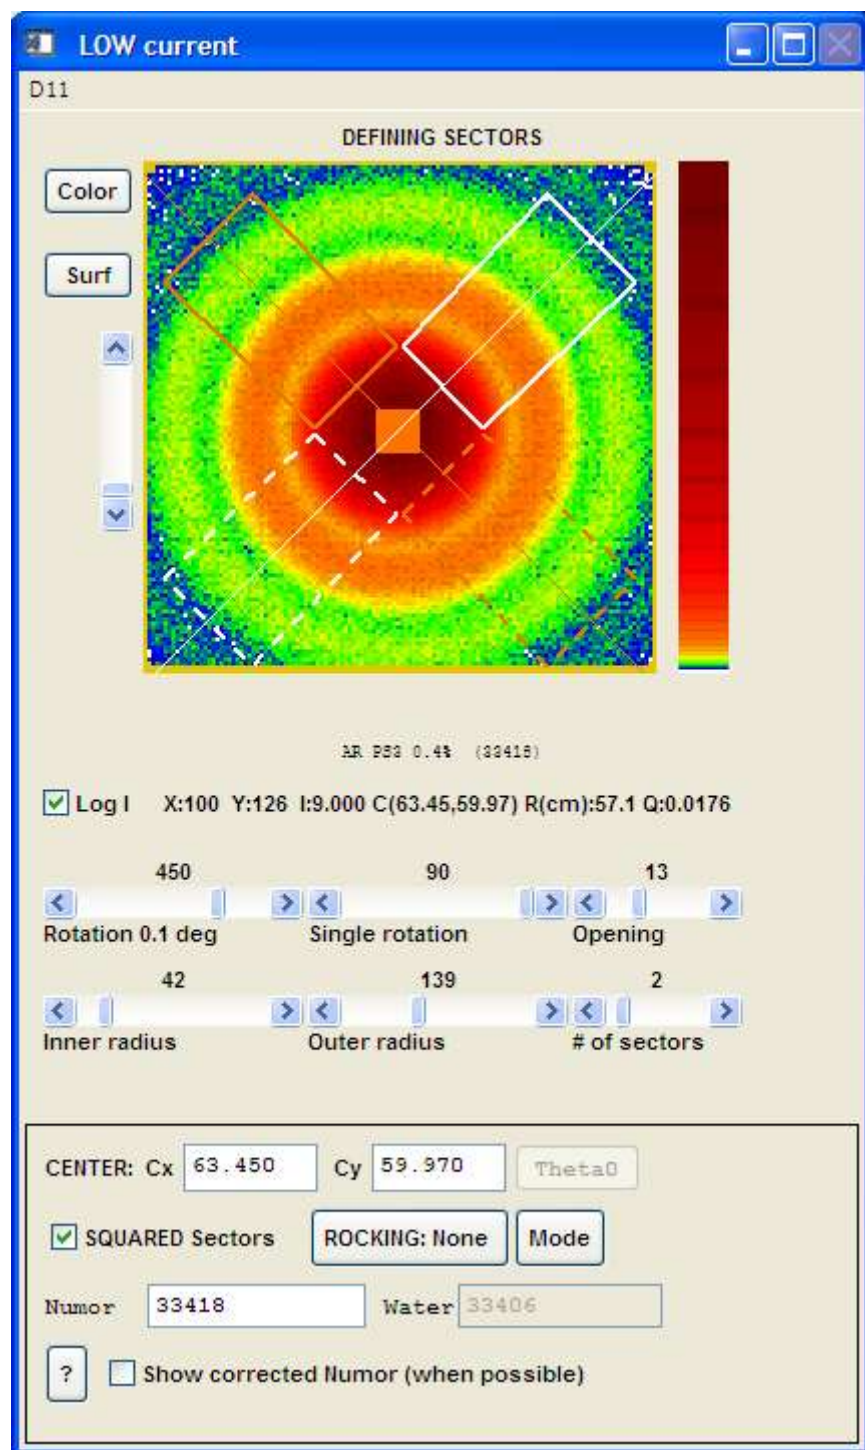 LOW current
D11
DEFINING SECTORS
Color
Surf
AR PS3 0.4% (33418)
Log I X:100 Y:126 I:9.000 C(63.45,59.97) R(cm):57.1 Q:0.0176
450 90 13
Rotation 0.1 deg Single rotation Opening
42 139 2
Inner radius Outer radius # of sectors
CENTER: Cx 63.450 Cy 59.970 Theta0
SQUARED Sectors ROCKING: None Mode
Numor 33418 Water 33406
? Show corrected Numor (when possible)